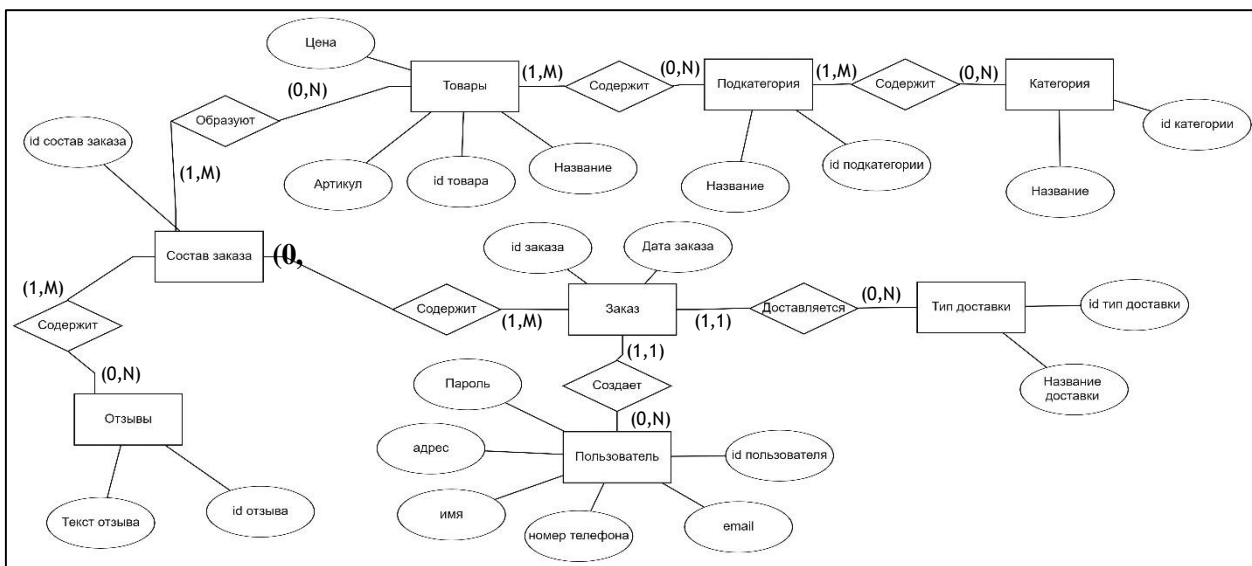 Цена
Товары
(1,M)
Содержит
(0,N)
Подкатегория
(1,M)
Содержит
(0,N)
Категория
(0,N)
Образуют
id состав заказа
(1,M)
Артикул
id товара
Название
Название
id подкатегории
id категории
Название
Состав заказа
(0,
id заказа
Дата заказа
(1,M)
Содержит
Содержит
(1,M)
Заказ
(1,1)
Доставляется
(0,N)
Тип доставки
id тип доставки
Название
доставки
(0,N)
Отзывы
Текст отзыва
id отзыва
(1,1)
Создает
(0,N)
Пароль
адрес
Пользователь
id пользователя
имя
номер телефона
email